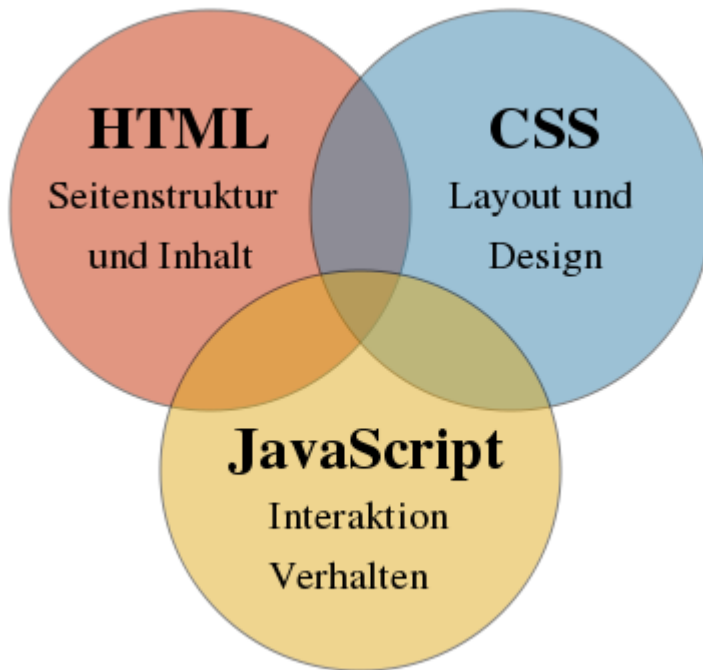 HTML
Seitenstruktur
und Inhalt
CSS
Layout und
Design
JavaScript
Interaktion
Verhalten